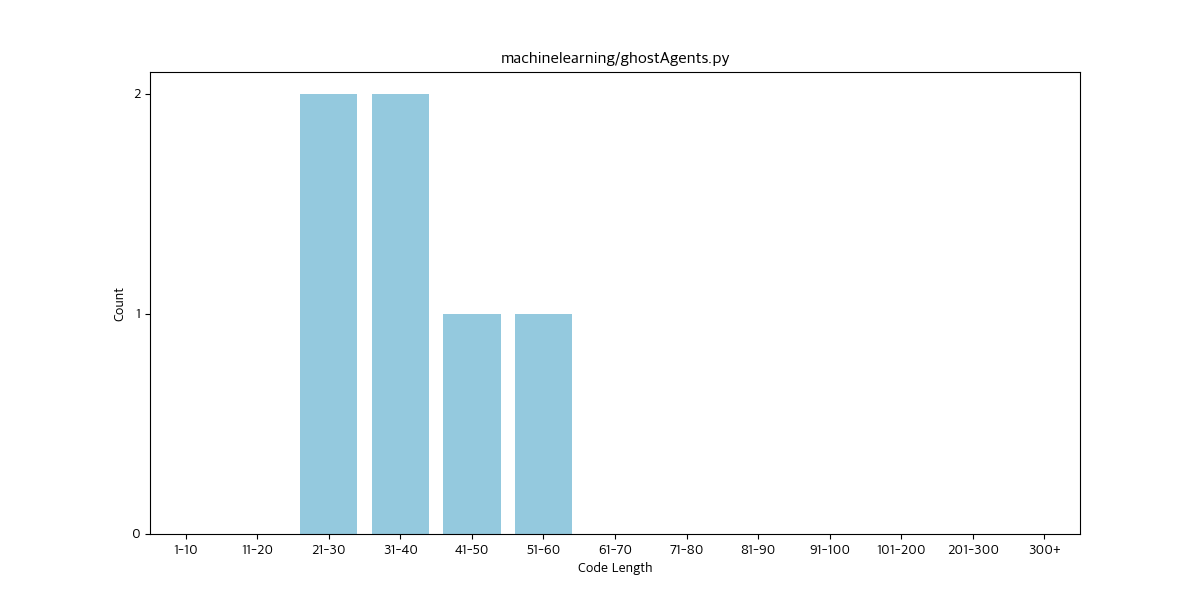 machinelearning/ghostAgents.py
Count
2
1
0
1-10 11-20 21-30 31-40 41-50 51-60 61-70 71-80 81-90 91-100 101-200 201-300 300+
Code Length